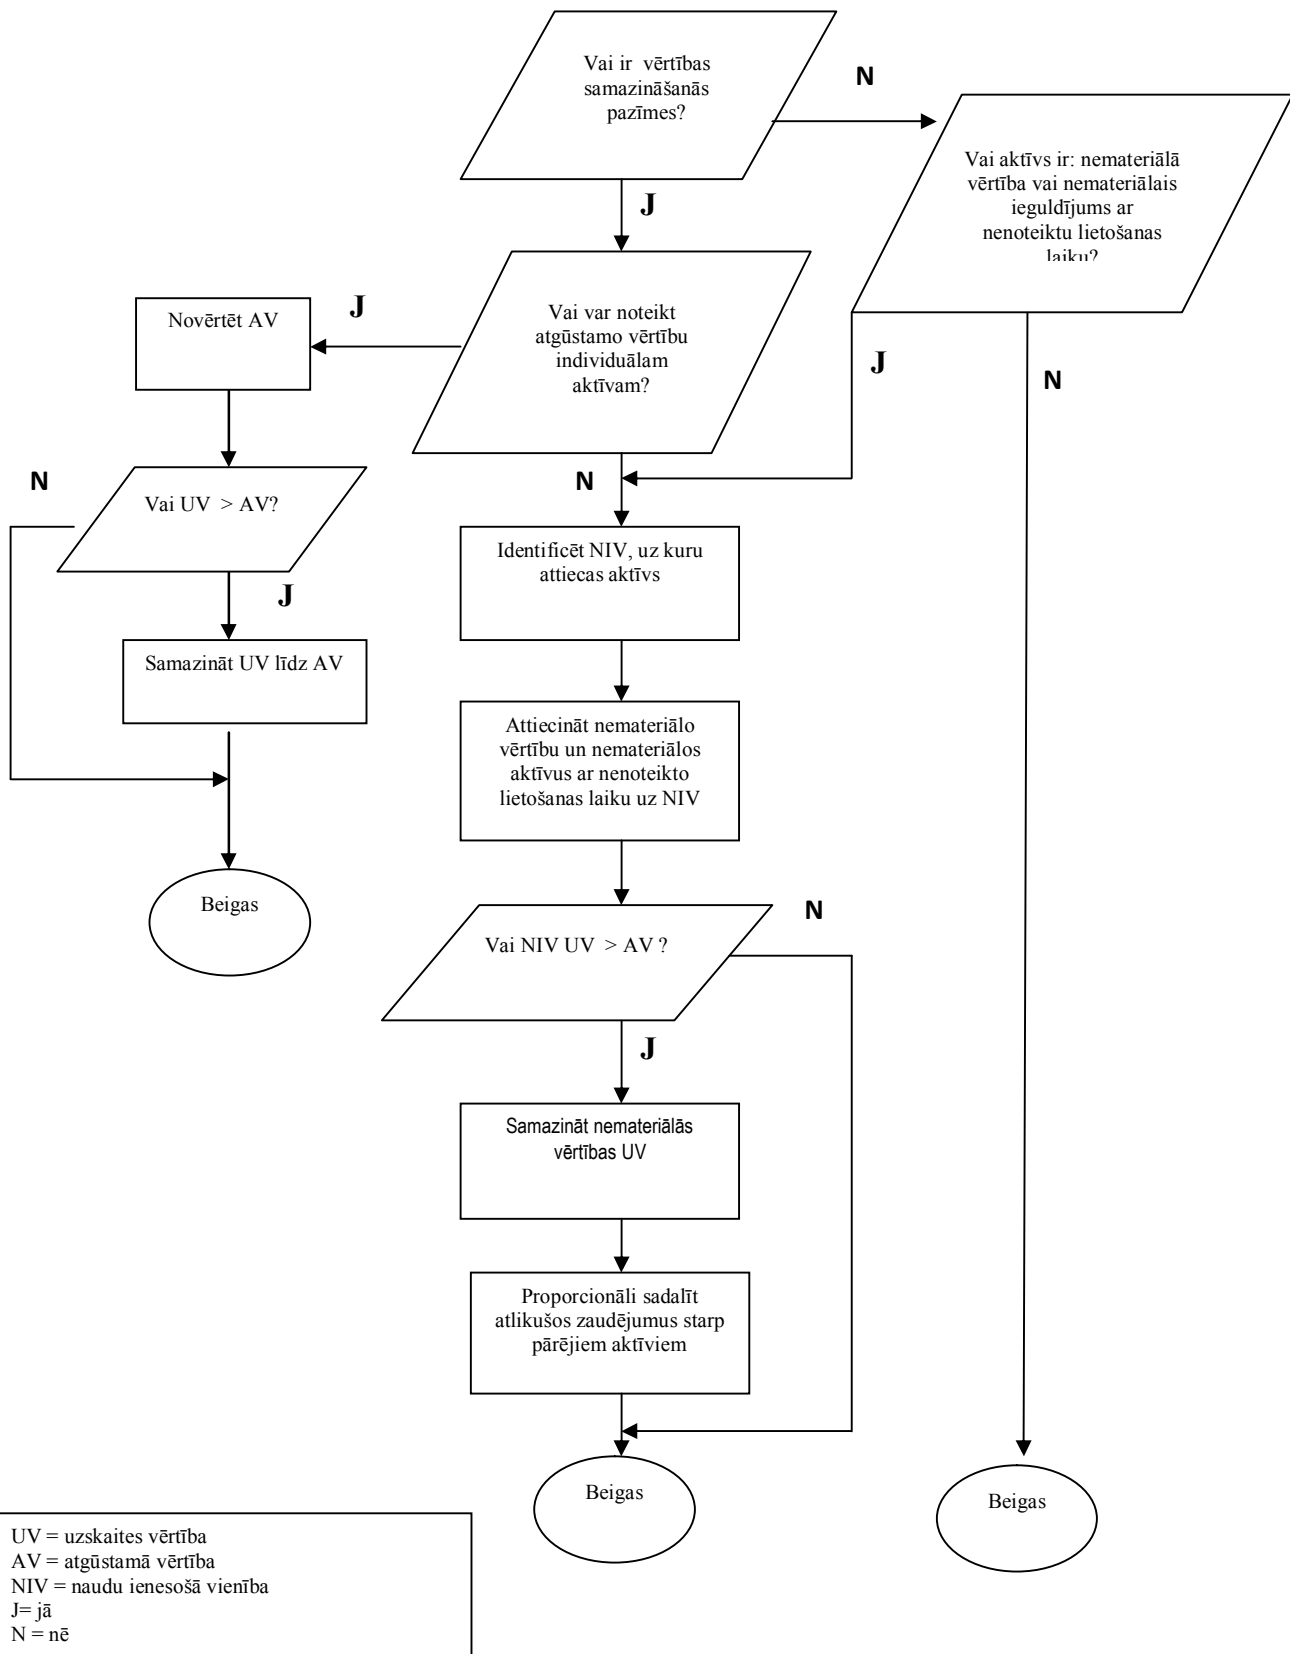 Vai ir vērtības
samazināšanās
pazīmes?
N
Vai aktīvs ir: nemateriālā
vērtība vai nemateriālais
ieguldījums ar
nenoteiktu lietošanas
laiku?
J
Vai var noteikt
atgūstamo vērtību
individuālam
aktīvam?
J
Novērtēt AV
J
N
N
Vai UV > AV?
N
J
Identificēt NIV, uz kuru
attiecas aktīvs
Samazināt UV līdz AV
Attiecināt nemateriālo
vērtību un nemateriālos
aktīvus ar nenoteikto
lietošanas laiku uz NIV
Beigas
Vai NIV UV > AV ?
N
J
Samazināt nemateriālās
vērtības UV
Proporcionāli sadalīt
atlikušos zaudējumus starp
pārējiem aktīviem
Beigas
Beigas
UV = uzskaites vērtība
AV = atgūstamā vērtība
NIV = naudu ienesošā vienība
J= jā
N = nē